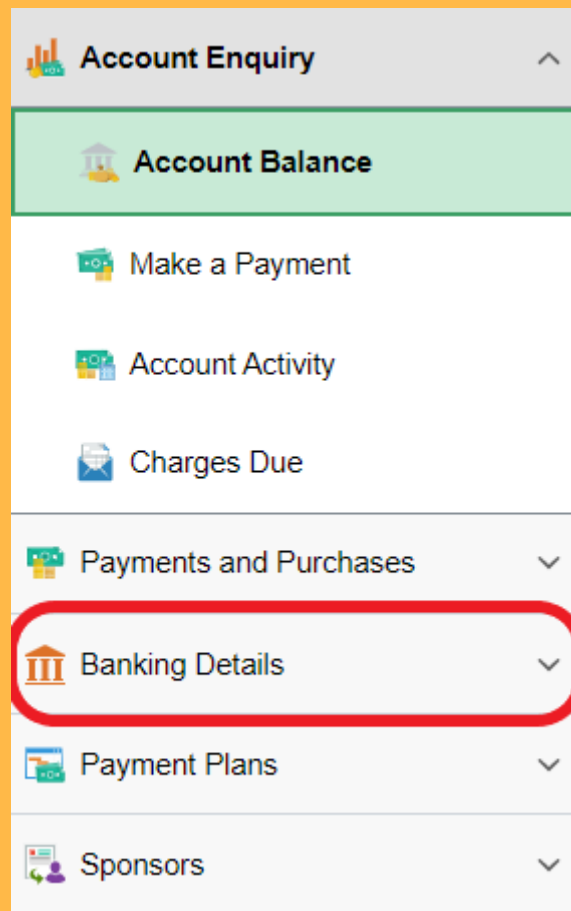 Account Enquiry
Account Balance
Make a Payment
Account Activity
Charges Due
Payments and Purchases
Banking Details
Payment Plans
Sponsors